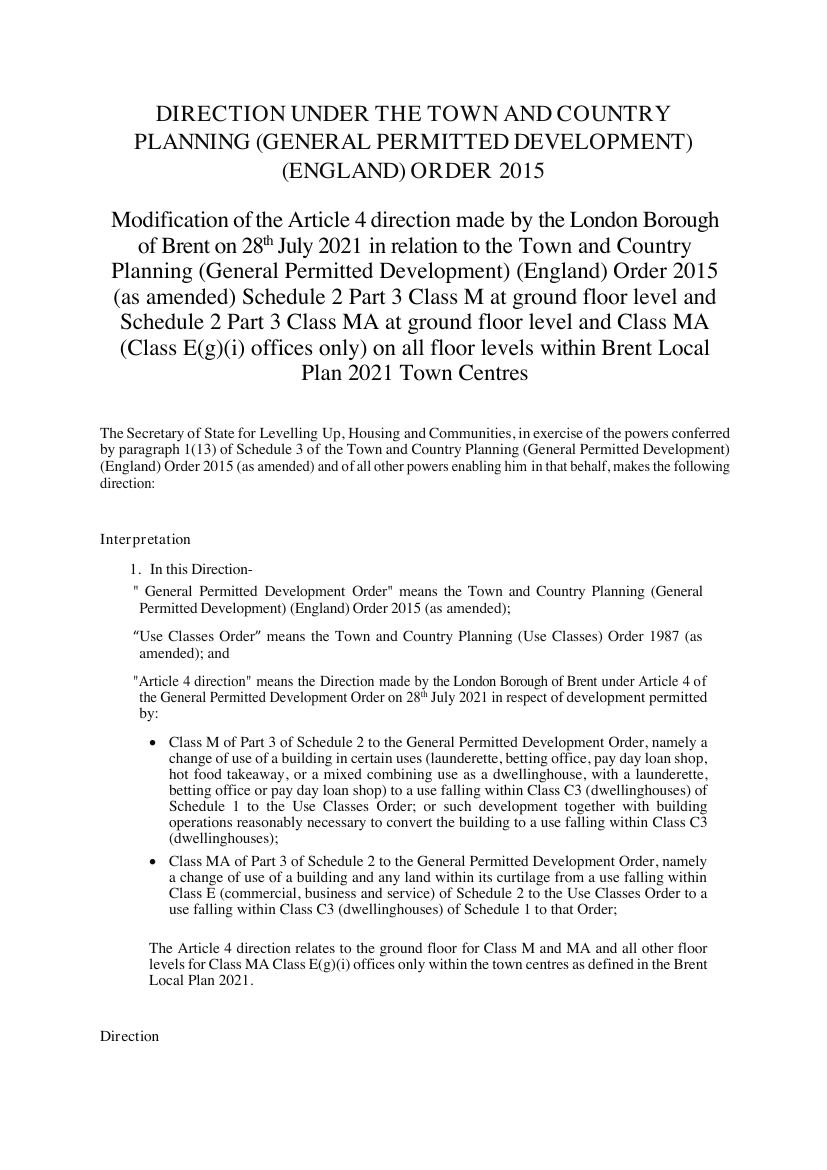 DIRECTION UNDER THE TOWN AND COUNTRY
PLANNING (GENERAL PERMITTED DEVELOPMENT)
(ENGLAND) ORDER 2015
Modification of the Article 4 direction made by the London Borough
of Brent on 28th July 2021 in relation to the Town and Country
Planning (General Permitted Development) (England) Order 2015
(as amended) Schedule 2 Part 3 Class M at ground floor level and
Schedule 2 Part 3 Class MA at ground floor level and Class MA
(Class E(g)(i) offices only) on all floor levels within Brent Local
Plan 2021 Town Centres
The Secretary of State for Levelling Up, Housing and Communities, in exercise of the powers conferred
by paragraph 1(13) of Schedule 3 of the Town and Country Planning (General Permitted Development)
(England) Order 2015 (as amended) and of all other powers enabling him in that behalf, makes the following
direction:
Interpretation
1. In this Direction-
" General Permitted Development Order" means the Town and Country Planning (General
Permitted Development) (England) Order 2015 (as amended);
“Use Classes Order” means the Town and Country Planning (Use Classes) Order 1987 (as
amended); and
"Article 4 direction" means the Direction made by the London Borough of Brent under Article 4 of
the General Permitted Development Order on 28th July 2021 in respect of development permitted
by:
• Class M of Part 3 of Schedule 2 to the General Permitted Development Order, namely a
change of use of a building in certain uses (launderette, betting office, pay day loan shop,
hot food takeaway, or a mixed combining use as a dwellinghouse, with a launderette,
betting office or pay day loan shop) to a use falling within Class C3 (dwellinghouses) of
Schedule 1 to the Use Classes Order; or such development together with building
operations reasonably necessary to convert the building to a use falling within Class C3
(dwellinghouses);
• Class MA of Part 3 of Schedule 2 to the General Permitted Development Order, namely
a change of use of a building and any land within its curtilage from a use falling within
Class E (commercial, business and service) of Schedule 2 to the Use Classes Order to a
use falling within Class C3 (dwellinghouses) of Schedule 1 to that Order;
The Article 4 direction relates to the ground floor for Class M and MA and all other floor
levels for Class MA Class E(g)(i) offices only within the town centres as defined in the Brent
Local Plan 2021.
Direction